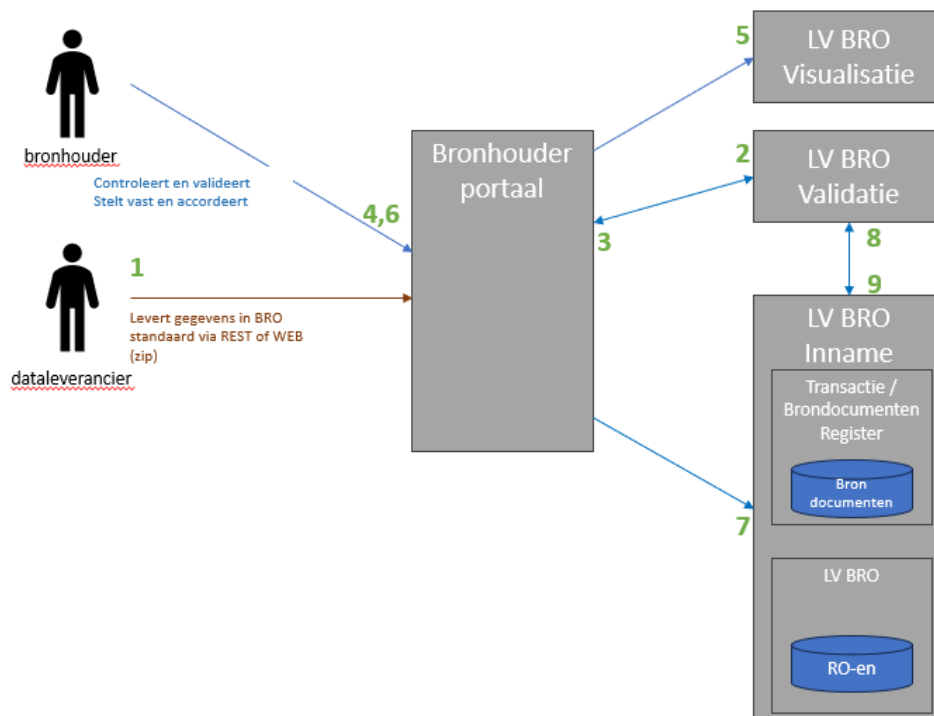 bronhouder
Controleert en valideert
Stelt vast en accordeert
4,6
1
Levert gegevens in BRO
standaard via REST of WEB
(zip)
dataleverancier
Bronhouder
portaal
3
5
LV BRO
Visualisatie
2
LV BRO
Validatie
8
9
LV BRO
Inname
Transactie /
Brondocumenten
Register
Bron
documenten
7
LV BRO
RO-en